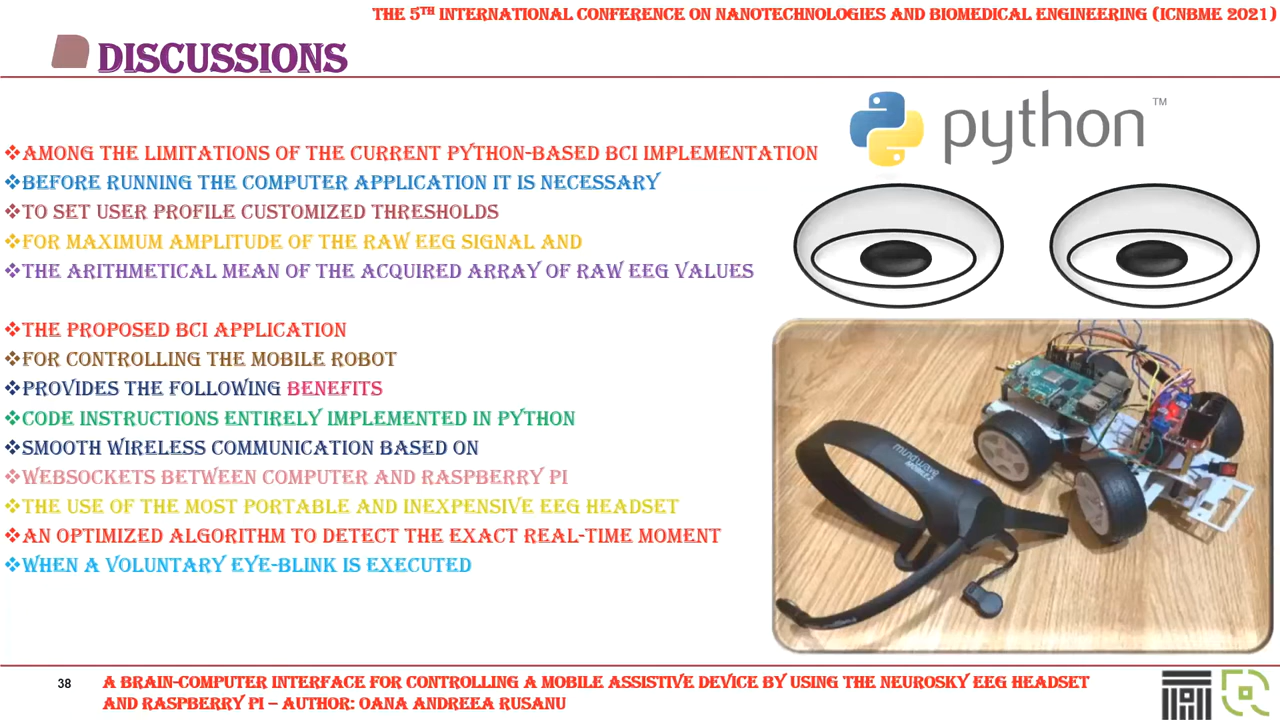 THE 5TH INTERNATIONAL CONFERENCE ON NANOTECHNOLOGIES AND BIOMEDICAL ENGINEERING (ICNBME 2021)
DISCUSSIONS
python TM
❖AMONG THE LIMITATIONS OF THE CURRENT PYTHON-BASED BCI IMPLEMENTATION
❖BEFORE RUNNING THE COMPUTER APPLICATION IT IS NECESSARY
❖TO SET USER PROFILE CUSTOMIZED THRESHOLDS
❖FOR MAXIMUM AMPLITUDE OF THE RAW EEG SIGNAL AND
❖THE ARITHMETICAL MEAN OF THE ACQUIRED ARRAY OF RAW EEG VALUES
❖THE PROPOSED BCI APPLICATION
❖FOR CONTROLLING THE MOBILE ROBOT
❖PROVIDES THE FOLLOWING BENEFITS
❖CODE INSTRUCTIONS ENTIRELY IMPLEMENTED IN PYTHON
❖SMOOTH WIRELESS COMMUNICATION BASED ON
❖WEBSOCKETS BETWEEN COMPUTER AND RASPBERRY PI
❖THE USE OF THE MOST PORTABLE AND INEXPENSIVE EEG HEADSET
❖AN OPTIMIZED ALGORITHM TO DETECT THE EXACT REAL-TIME MOMENT
❖WHEN A VOLUNTARY EYE-BLINK IS EXECUTED
mindwave
38
A BRAIN-COMPUTER INTERFACE FOR CONTROLLING A MOBILE ASSISTIVE DEVICE BY USING THE NEUROSKY EEG HEADSET
AND RASPBERRY PI – AUTHOR: OANA ANDREEA RUSANU